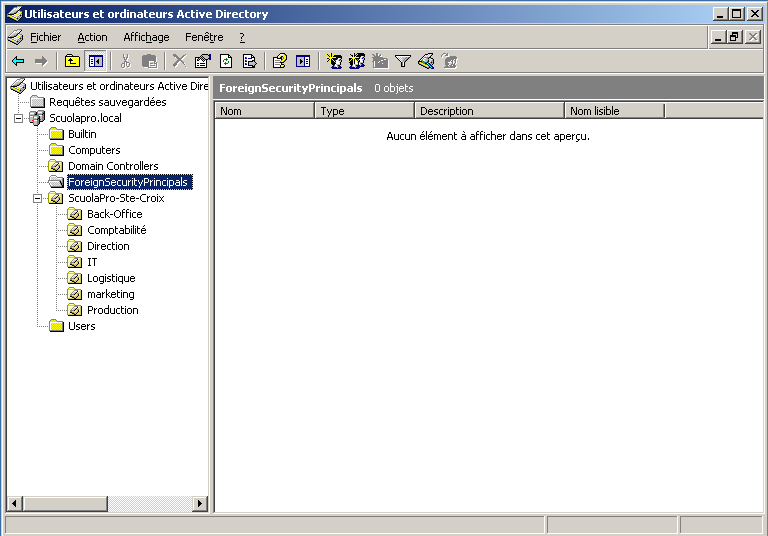 Utilisateurs et ordinateurs Active Directory
Fichier Action Affichage Fenêtre ?
Utilisateurs et ordinateurs Active Dire
Requêtes sauvegardées
Scuolapro.local
Builtin
Computers
Domain Controllers
ForeignSecurityPrincipals
ScuolaPro-Ste-Croix
Back-Office
Comptabilité
Direction
IT
Logistique
marketing
Production
Users
ForeignSecurityPrincipals 0 objets
Nom Type Description Nom lisible
Aucun élément à afficher dans cet aperçu.